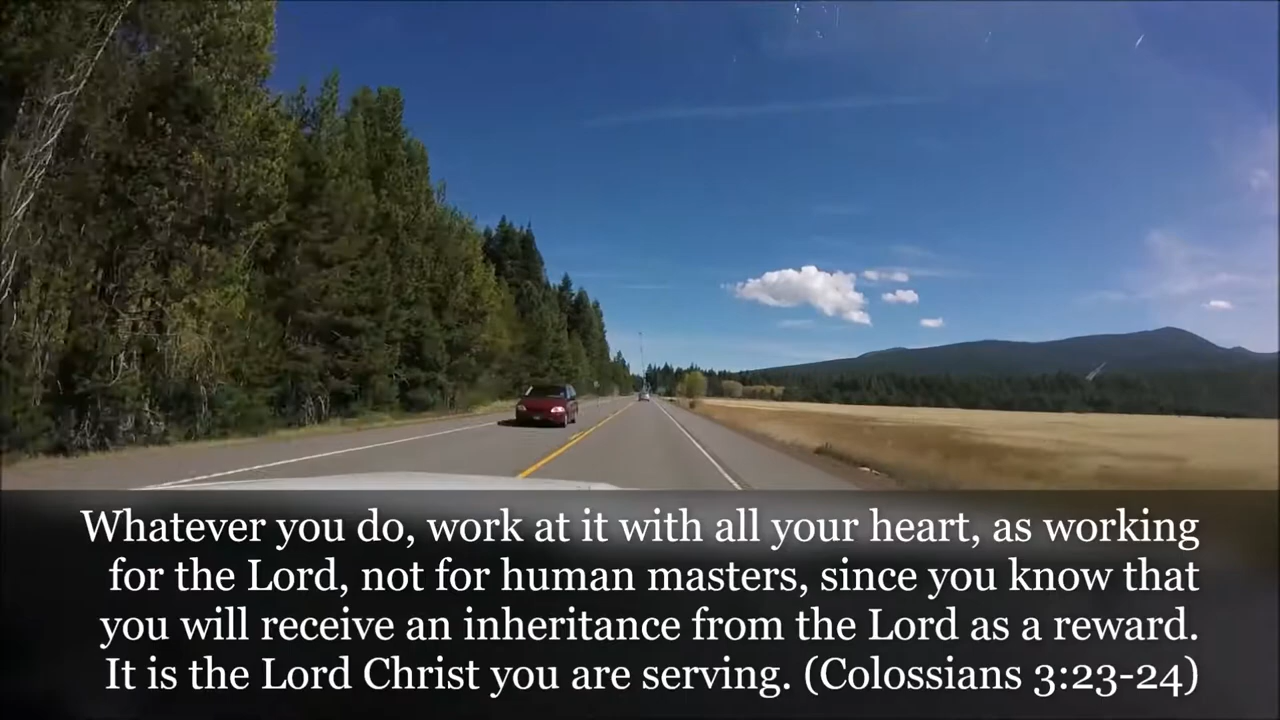 Whatever you do, work at it with all your heart, as working
for the Lord, not for human masters, since you know that
you will receive an inheritance from the Lord as a reward.
It is the Lord Christ you are serving. (Colossians 3:23-24)